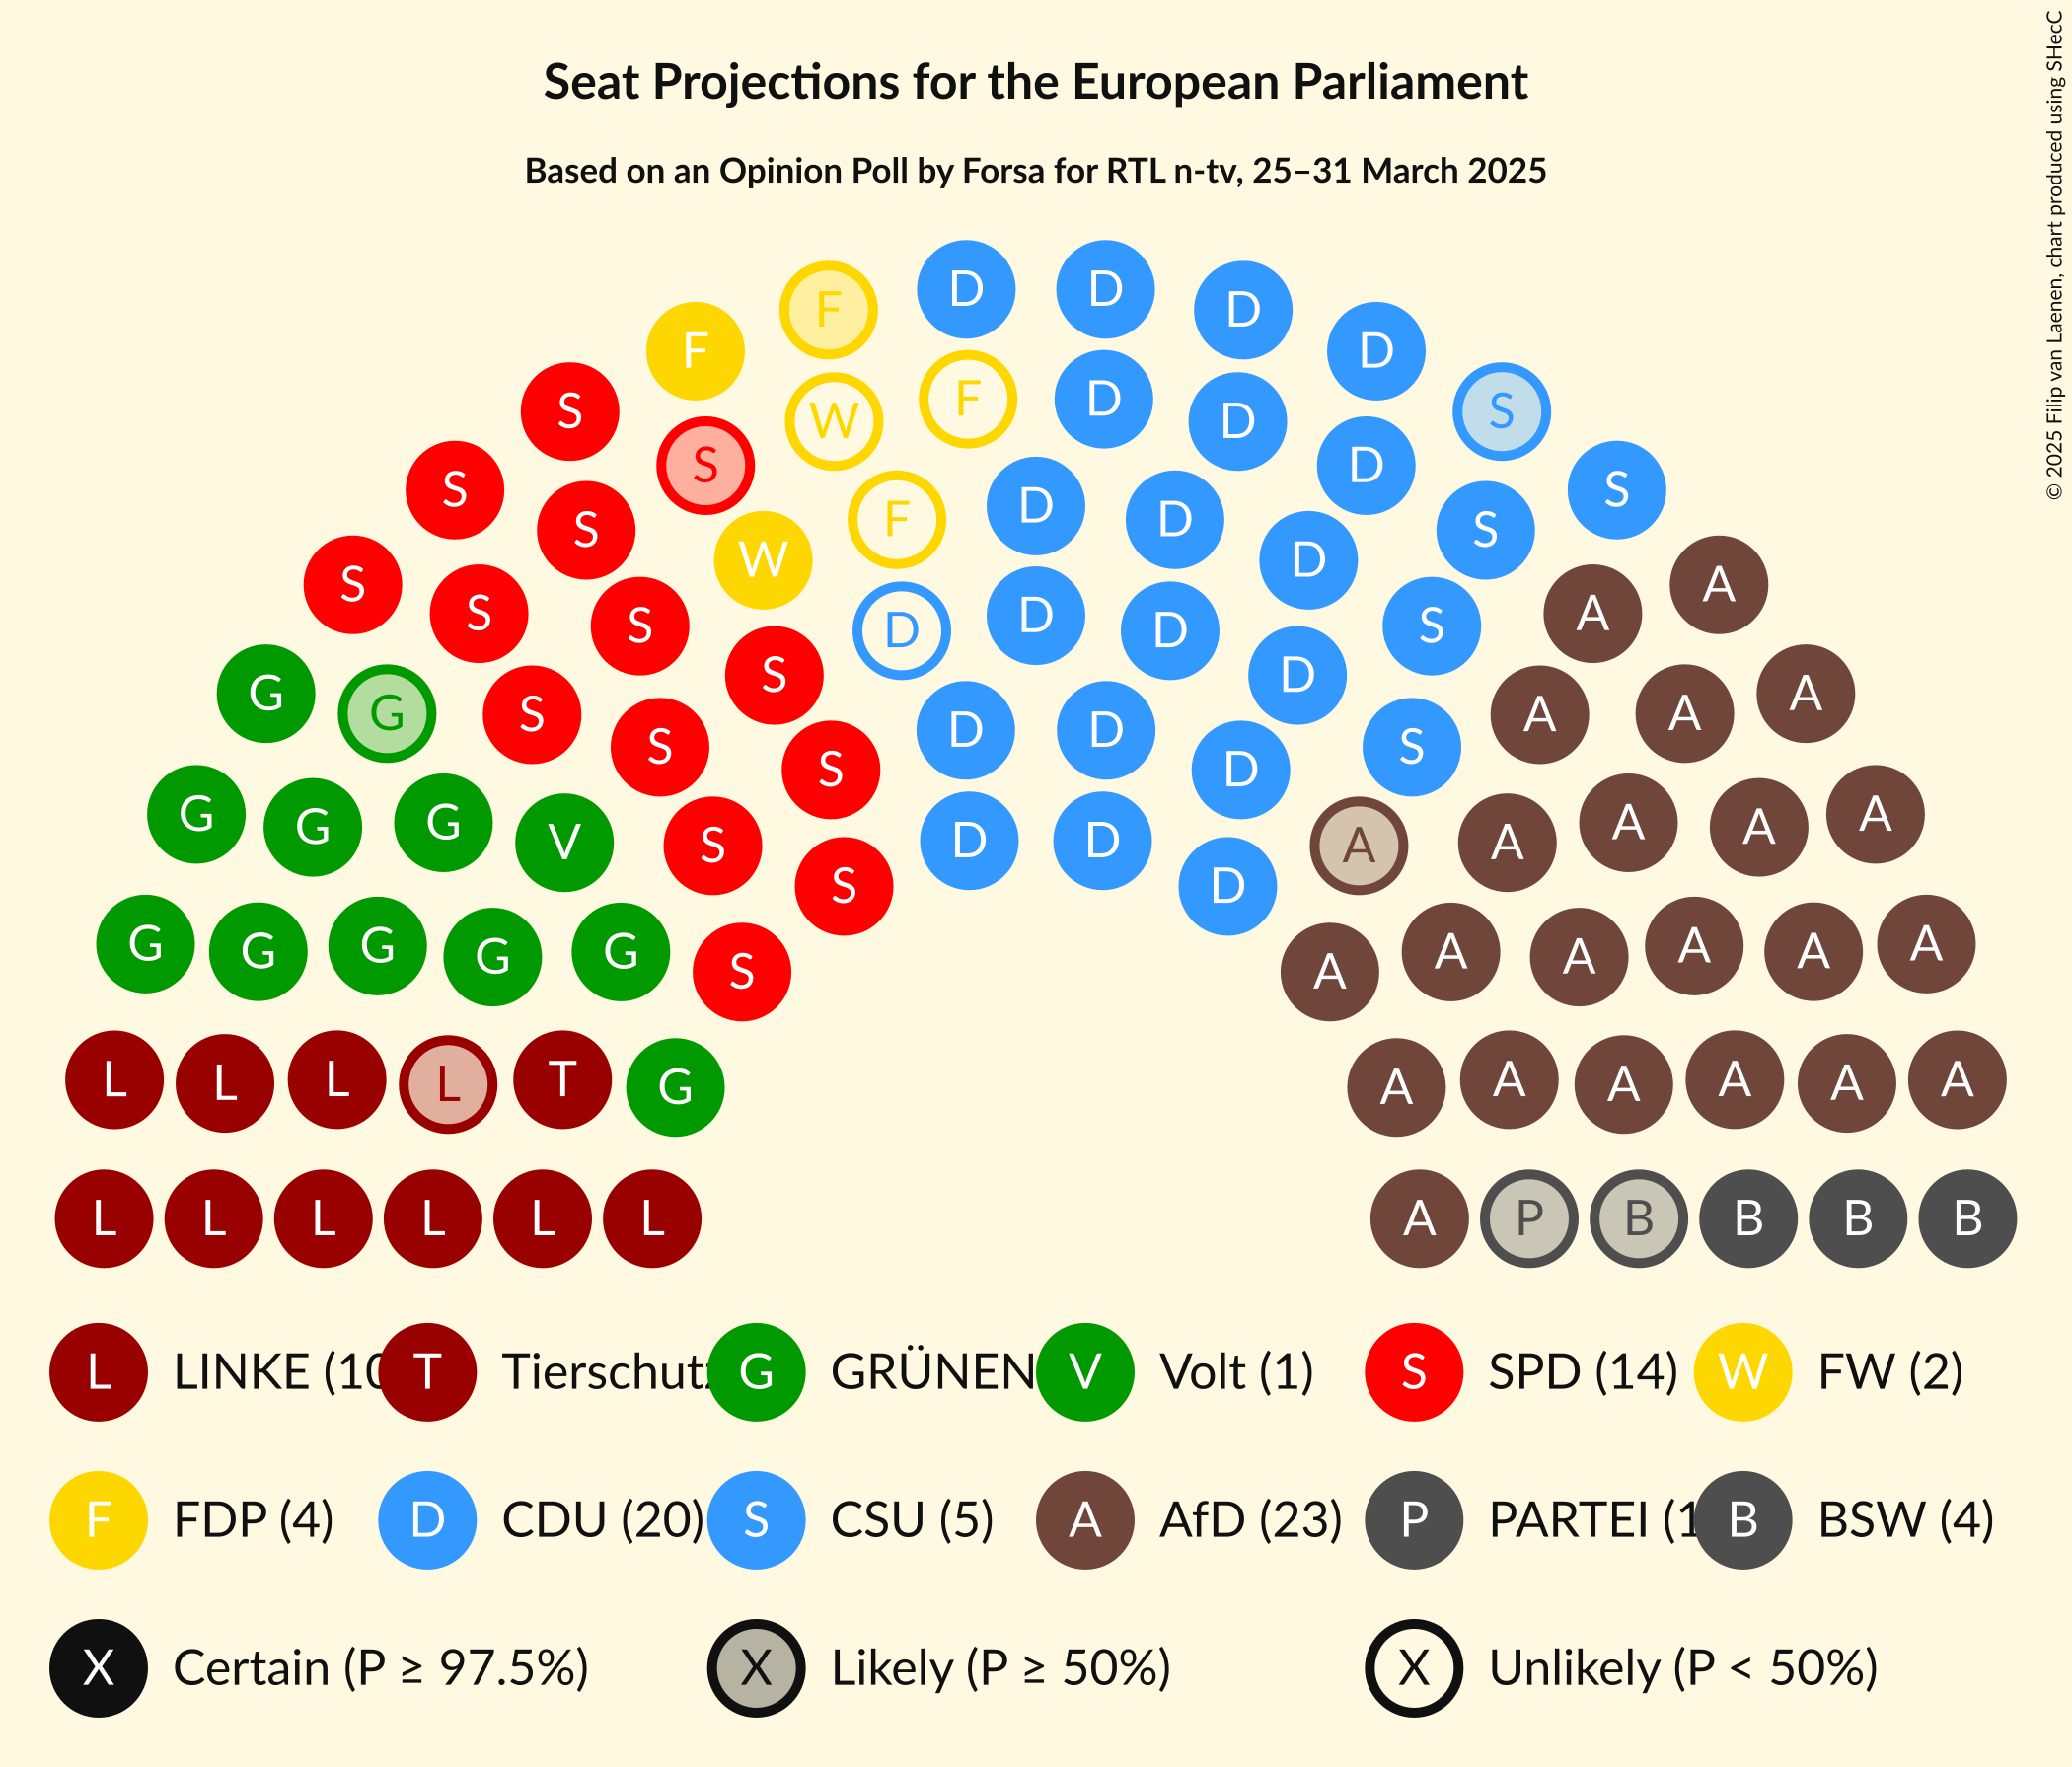 Seat Projections for the European Parliament
Based on an Opinion Poll by Forsa for RTL n-tv, 25–31 March 2025
© 2025 Filip van Laenen, chart produced using SHecC
D D
F D
F D
S F D S
W D
S S D S
S F D D S
S W D A
S S D D S A
G S D D S A
G S S D D D S A A A
G G G V S S D D D A A A A A
G G G G G S S D A A A A A A
L L L L T G A A A A A A
L L L L L L A P B B B B
L LINKE (10 T Tierschutz G GRÜNEN V Volt (1) S SPD (14) W FW (2)
F FDP (4) D CDU (20) S CSU (5) A AfD (23) P PARTEI (1 B BSW (4)
X Certain (P ≥ 97.5%) X Likely (P ≥ 50%) X Unlikely (P < 50%)